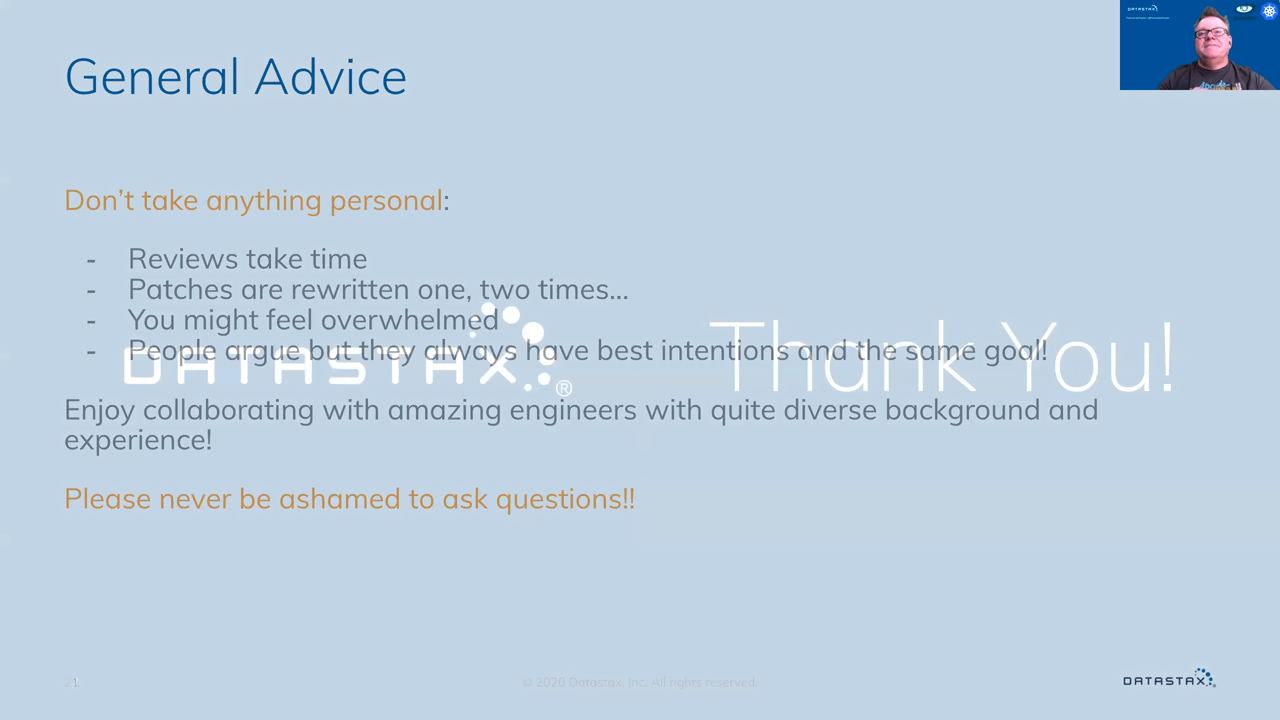 DATASTAX
General Advice
Don’t take anything personal:
- Reviews take time
- Patches are rewritten one, two times...
- You might feel overwhelmed
- People argue but they always have best intentions and the same goal!
DATASTAX®
Thank You!
Enjoy collaborating with amazing engineers with quite diverse background and
experience!
Please never be ashamed to ask questions!!
© 2020 Datastax, Inc. All rights reserved.
DATASTAX